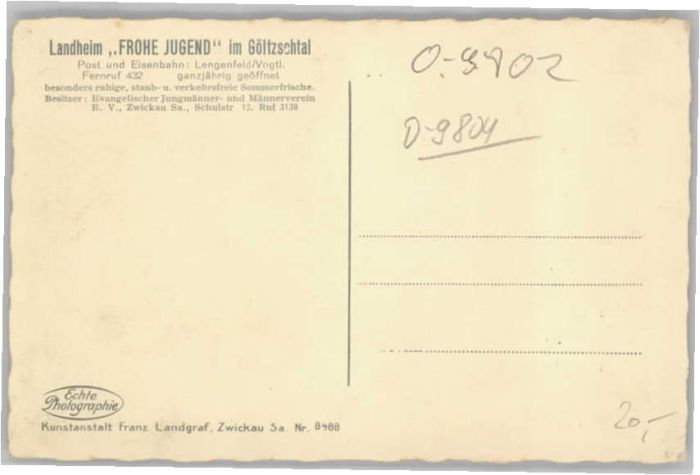 Landheim „FROHE JUGEND" im Göltzschtal
Post und Eisenbahn: Lengenfeld/Vogtl.
Fernruf 432 ganzjährig geöffnet
besonders ruhige, staub- u. verkehrsfreie Sommerfrische.
Besitzer: Evangelischer Jungmänner- und Männerverein
E. V., Zwickau Sa., Schulstr 12. Ruf 3138
O-9802
O-9804
Echte
Photographie
Kunstanstalt Franz Landgraf, Zwickau Sa. Nr. 8488
20,-